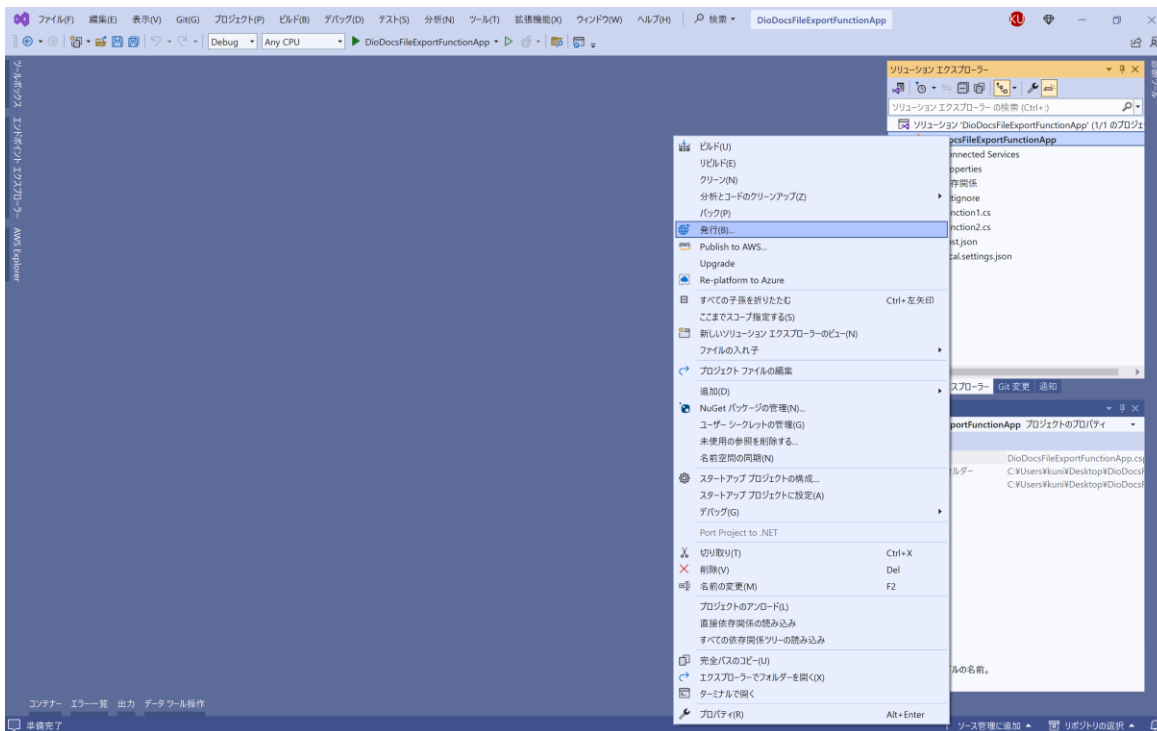 ファイル(F) 編集(E) 表示(V) Git(G) プロジェクト(P) ビルド(B) デバッグ(D) テスト(S) 分析(N) ツール(T) 拡張機能(X) ウィンドウ(W) ヘルプ(H) 検索 DioDocsFileExportFunctionApp KU
Debug Any CPU DioDocsFileExportFunctionApp
ツールボックス
エンドポイント エクスプローラー
AWS Explorer
ソリューション エクスプローラー
ソリューション エクスプローラー の検索 (Ctrl+:)
ソリューション 'DioDocsFileExportFunctionApp' (1/1 のプロジェ
ocsFileExportFunctionApp
nnected Services
operties
存関係
tignore
nction1.cs
nction2.cs
st.json
cal.settings.json
ビルド(U)
リビルド(E)
クリーン(N)
分析とコードのクリーンアップ(Z)
パック(P)
発行(B)...
Publish to AWS...
Upgrade
Re-platform to Azure
すべての子孫を折りたたむ Ctrl+左矢印
ここまでスコープ指定する(S)
新しいソリューション エクスプローラーのビュー(N)
ファイルの入れ子
プロジェクト ファイルの編集
追加(D)
NuGet パッケージの管理(N)...
ユーザー シークレットの管理(G)
未使用の参照を削除する...
名前空間の同期(N)
スタートアップ プロジェクトの構成...
スタートアップ プロジェクトに設定(A)
デバッグ(G)
Port Project to .NET
切り取り(T) Ctrl+X
削除(V) Del
名前の変更(M) F2
プロジェクトのアンロード(L)
直接依存関係の読み込み
すべての依存関係ツリーの読み込み
完全パスのコピー(U)
エクスプローラーでフォルダーを開く(X)
ターミナルで開く
プロパティ(R) Alt+Enter
スプローラー Git 変更 通知
portFunctionApp プロジェクトのプロパティ
DioDocsFileExportFunctionApp.csp
ルダー C:¥Users¥kuni¥Desktop¥DioDocsF
C:¥Users¥kuni¥Desktop¥DioDocsF
ルの名前。
コンテナー エラー一覧 出力 データ ツール操作
準備完了 ソース管理に追加 リポジトリの選択